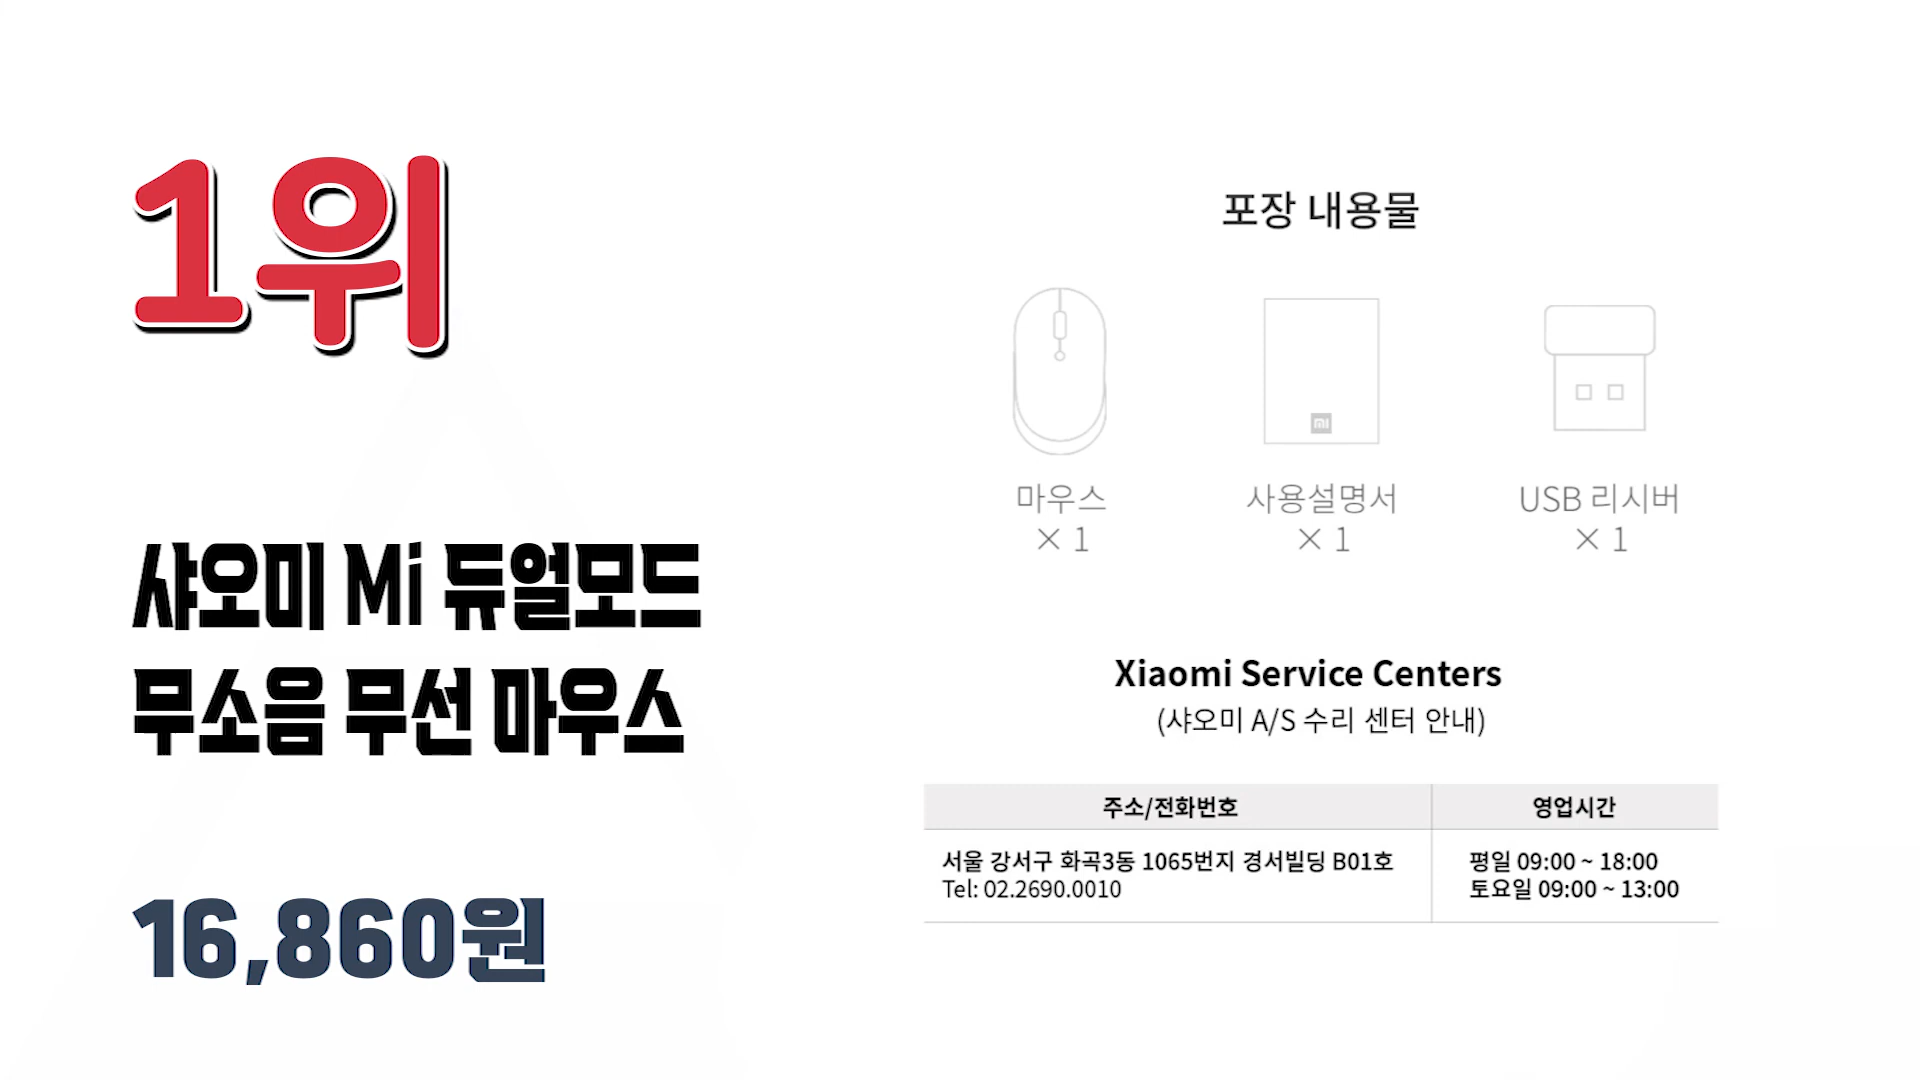 1위
샤오미 Mi 듀얼모드
무소음 무선 마우스
16,860원
포장 내용물
mi
마우스
× 1
사용설명서
× 1
USB 리시버
× 1
Xiaomi Service Centers
(샤오미 A/S 수리 센터 안내)
주소/전화번호
영업시간
서울 강서구 화곡3동 1065번지 경서빌딩 B01호
Tel: 02.2690.0010
평일 09:00 ~ 18:00
토요일 09:00 ~ 13:00